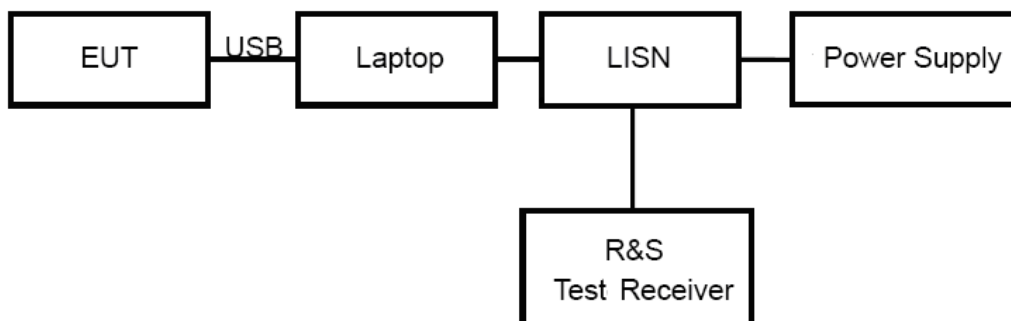 EUT
USB
Laptop
LISN
Power Supply
R&S
Test Receiver